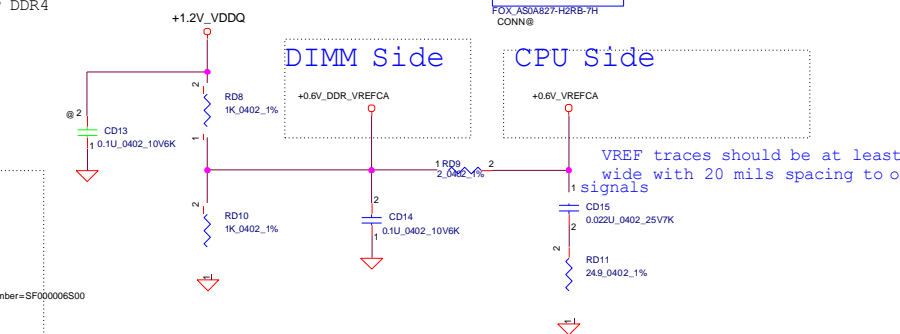 DDR4
FOX_AS0A827-H2RB-7H
CONN@
+1.2V_VDDQ
DIMM Side
CPU Side
+0.6V_DDR_VREFCA
+0.6V_VREFCA
2
RD8
1K_0402_1%
1
@ 2
CD13
1 0.1U_0402_10V6K
1 RD9 2
2_0402_1%
VREF traces should be at least
wide with 20 mils spacing to o
signals
1
CD15
0.022U_0402_25V7K
2
2
RD10
1K_0402_1%
1
2
CD14
0.1U_0402_10V6K
1
2
RD11
24.9_0402_1%
1
mber=SF000006S00